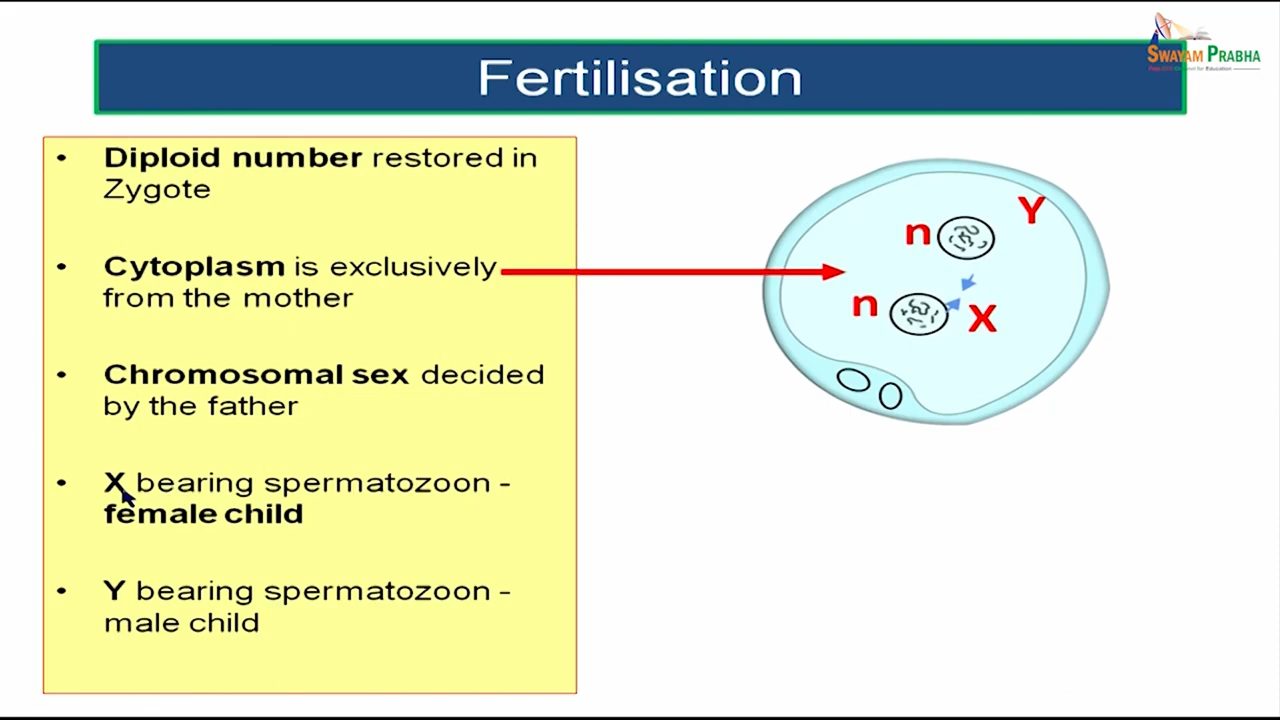 SWAYAM PRABHA
Fertilisation
• Diploid number restored in
Zygote
• Cytoplasm is exclusively
from the mother
• Chromosomal sex decided
by the father
• X bearing spermatozoon -
female child
• Y bearing spermatozoon -
male child
Y
n
n
X